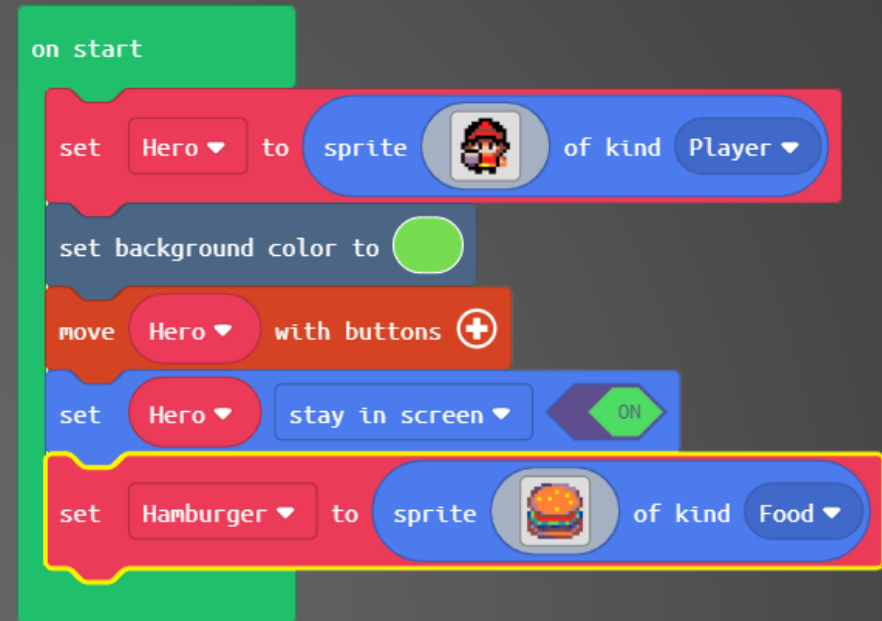 on start
set Hero to sprite of kind Player
set background color to
move Hero with buttons
set Hero stay in screen ON
set Hamburger to sprite of kind Food